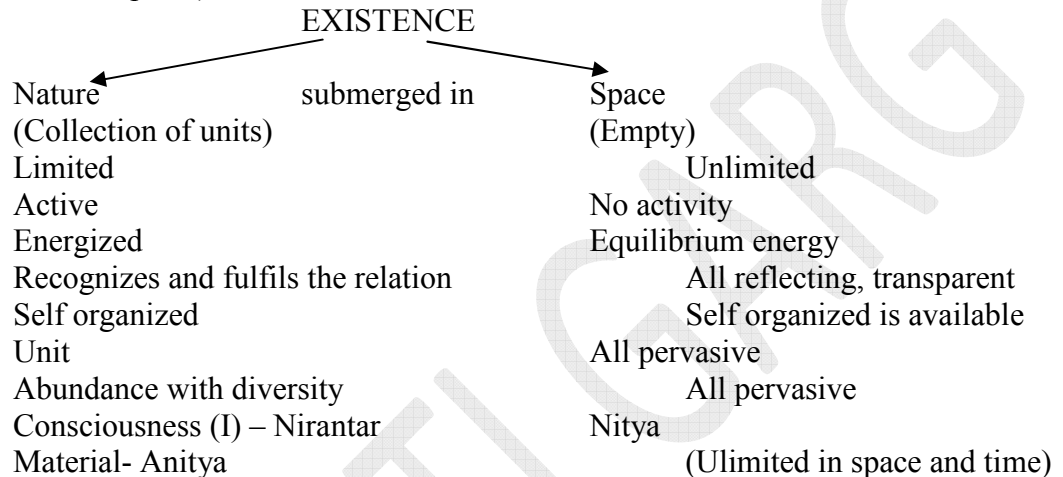 EXISTENCE
Nature submerged in Space
(Collection of units) (Empty)
Limited Unlimited
Active No activity
Energized Equilibrium energy
Recognizes and fulfils the relation All reflecting, transparent
Self organized Self organized is available
Unit All pervasive
Abundance with diversity All pervasive
Consciousness (I) – Nirantar Nitya
Material- Anitya (Ulimited in space and time)